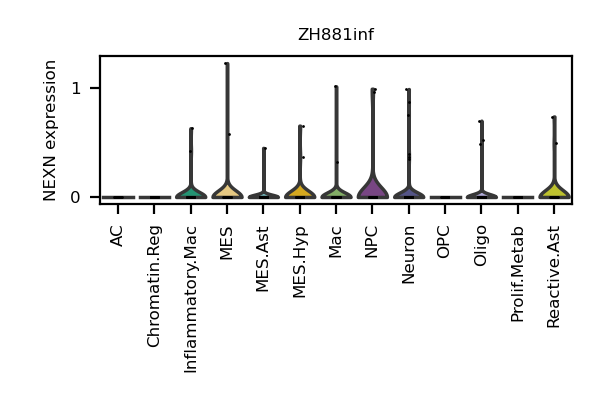 ZH881inf
NEXN expression
1
0
AC
Chromatin.Reg
Inflammatory.Mac
MES
MES.Ast
MES.Hyp
Mac
NPC
Neuron
OPC
Oligo
Prolif.Metab
Reactive.Ast